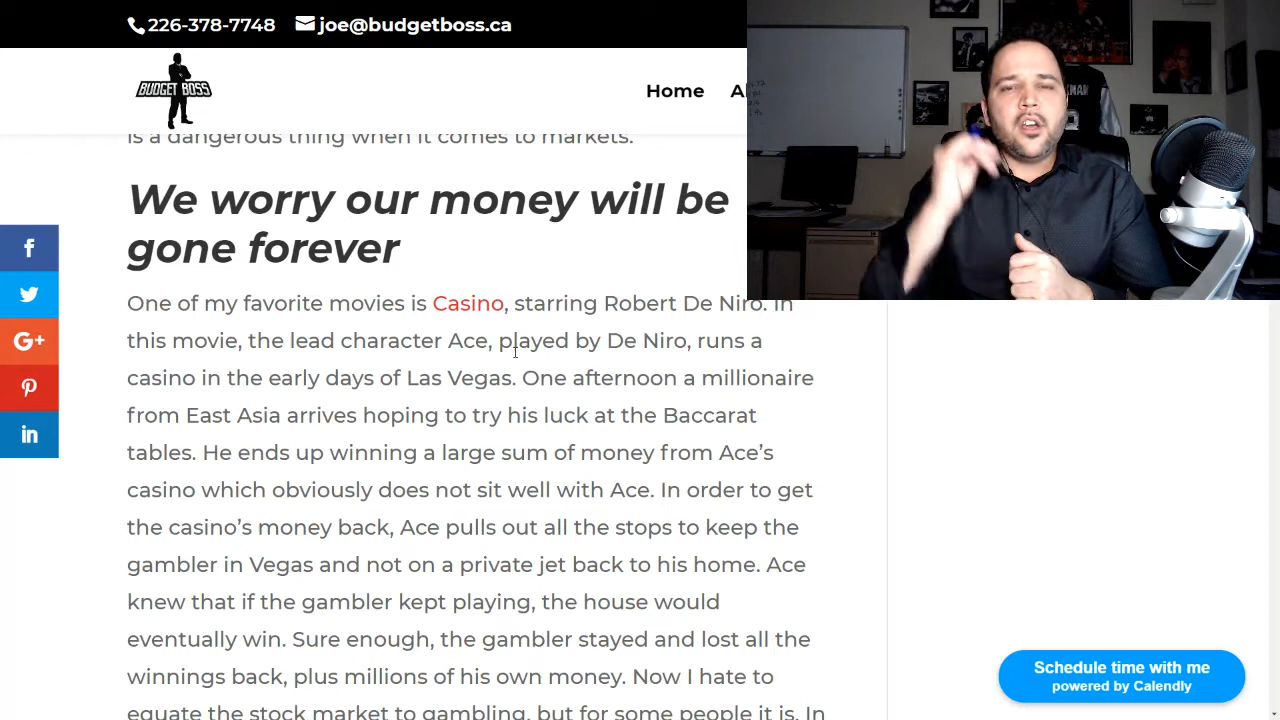 226-378-7748 joe@budgetboss.ca
BUDGET BOSS
Home
is a dangerous thing when it comes to markets.
We worry our money will be
gone forever
One of my favorite movies is Casino, starring Robert De Niro. In
this movie, the lead character Ace, played by De Niro, runs a
casino in the early days of Las Vegas. One afternoon a millionaire
from East Asia arrives hoping to try his luck at the Baccarat
tables. He ends up winning a large sum of money from Ace’s
casino which obviously does not sit well with Ace. In order to get
the casino’s money back, Ace pulls out all the stops to keep the
gambler in Vegas and not on a private jet back to his home. Ace
knew that if the gambler kept playing, the house would
eventually win. Sure enough, the gambler stayed and lost all the
winnings back, plus millions of his own money. Now I hate to
equate the stock market to gambling, but for some people it is. In
f
G+
in
Schedule time with me
powered by Calendly